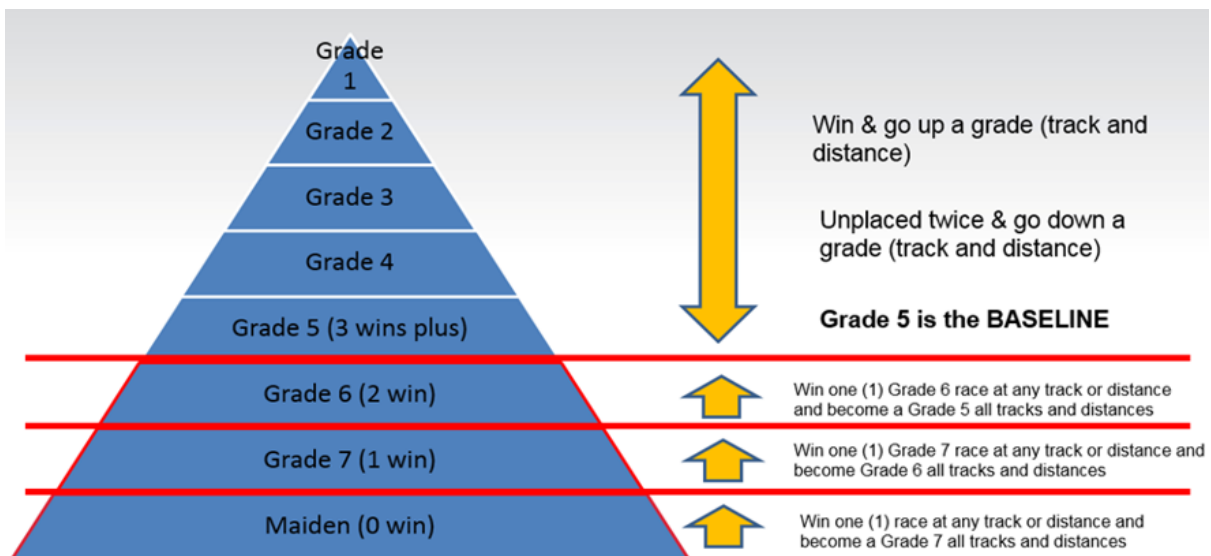 Grade
1
Grade 2
Grade 3
Grade 4
Grade 5 (3 wins plus)
Grade 6 (2 win)
Grade 7 (1 win)
Maiden (0 win)
Win & go up a grade (track and
distance)
Unplaced twice & go down a
grade (track and distance)
Grade 5 is the BASELINE
Win one (1) Grade 6 race at any track or distance
and become a Grade 5 all tracks and distances
Win one (1) Grade 7 race at any track or distance and
become Grade 6 all tracks and distances
Win one (1) race at any track or distance and
become a Grade 7 all tracks and distances